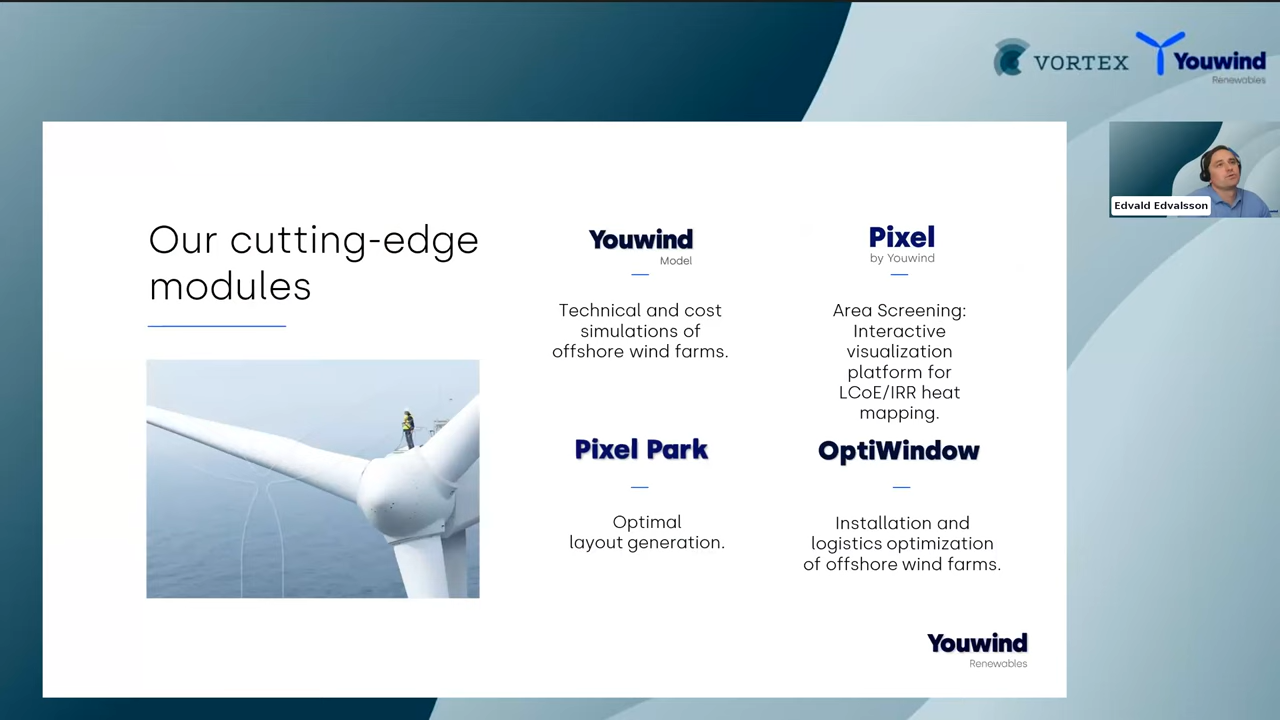 VORTEX
Youwind
Renewables
Edvald Edvalsson
Our cutting-edge
modules
Youwind
Model
Technical and cost
simulations of
offshore wind farms.
Pixel
by Youwind
Area Screening:
Interactive
visualization
platform for
LCoE/IRR heat
mapping.
Pixel Park
Optimal
layout generation.
OptiWindow
Installation and
logistics optimization
of offshore wind farms.
Youwind
Renewables